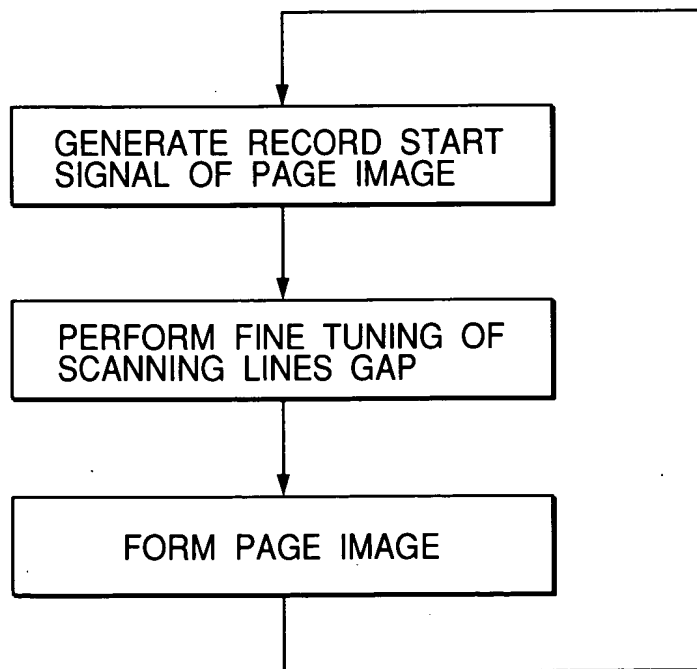 GENERATE RECORD START
SIGNAL OF PAGE IMAGE
PERFORM FINE TUNING OF
SCANNING LINES GAP
FORM PAGE IMAGE